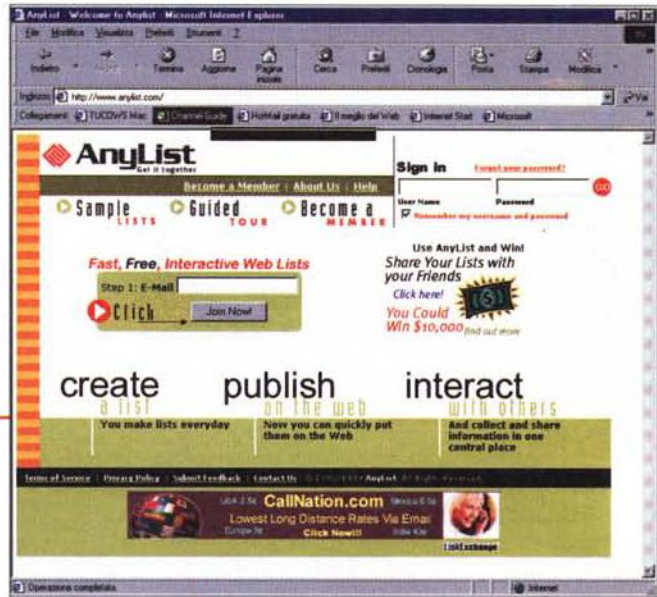 AnyList - Welcome to Anylist - Microsoft Internet Explorer
File Modifica Visualizza Preferiti Strumenti ?
Indietro Termina Aggiorna Pagina iniziale Cerca Preferiti Cronologia Posta Stampa Modifica
Indirizzo http://www.anylist.com/ Vai
Collegamenti TUCOWS Mac Channel Guide HotMail gratuita Il meglio del Web Internet Start Microsoft
AnyList
Get it together
Become a Member | About Us | Help
Sign in Forgot your password?
GO
User Name Password
Remember my username and password
Sample LISTS Guided TOUR Become a MEMBER
Fast, Free, Interactive Web Lists
Step 1: E-Mail
Click Join Now!
Use AnyList and Win!
Share Your Lists with
your Friends
Click here!
You Could
Win $10,000 find out more
create publish interact
a list on the web with others
You make lists everyday
Now you can quickly put
them on the Web
And collect and share
information in one
central place
Terms of Service | Privacy Policy | Submit Feedback | Contact Us AnyList
CallNation.com
Lowest Long Distance Rates Via Email
Click Now!!!
LinkExchange
Operazione completata Internet